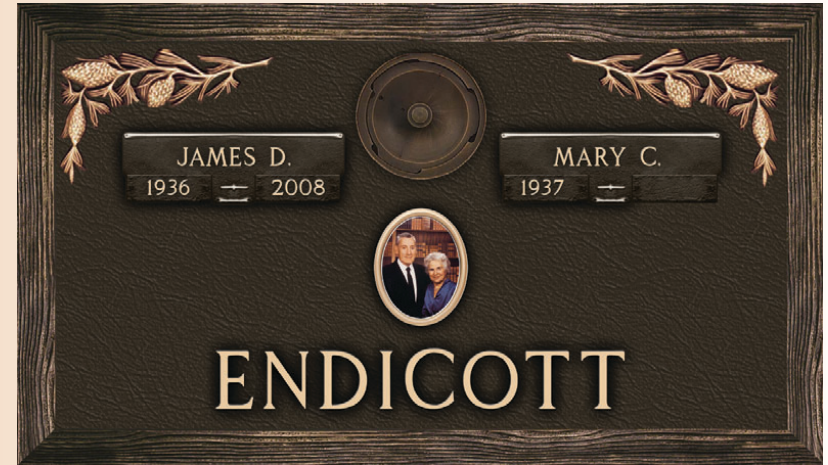 JAMES D.
1936 – 2008
MARY C.
1937 –
ENDICOTT